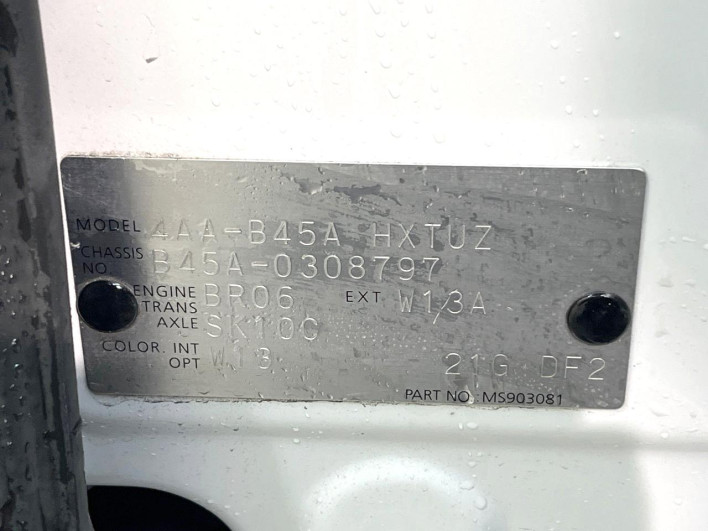 MODEL 4AA-B45A HXTUZ
CHASSIS NO. B45A-0308797
ENGINE BR06 EXT W13A
TRANS AXLE SK10C
COLOR. INT
OPT W13 21G DF2
PART NO.:MS903081